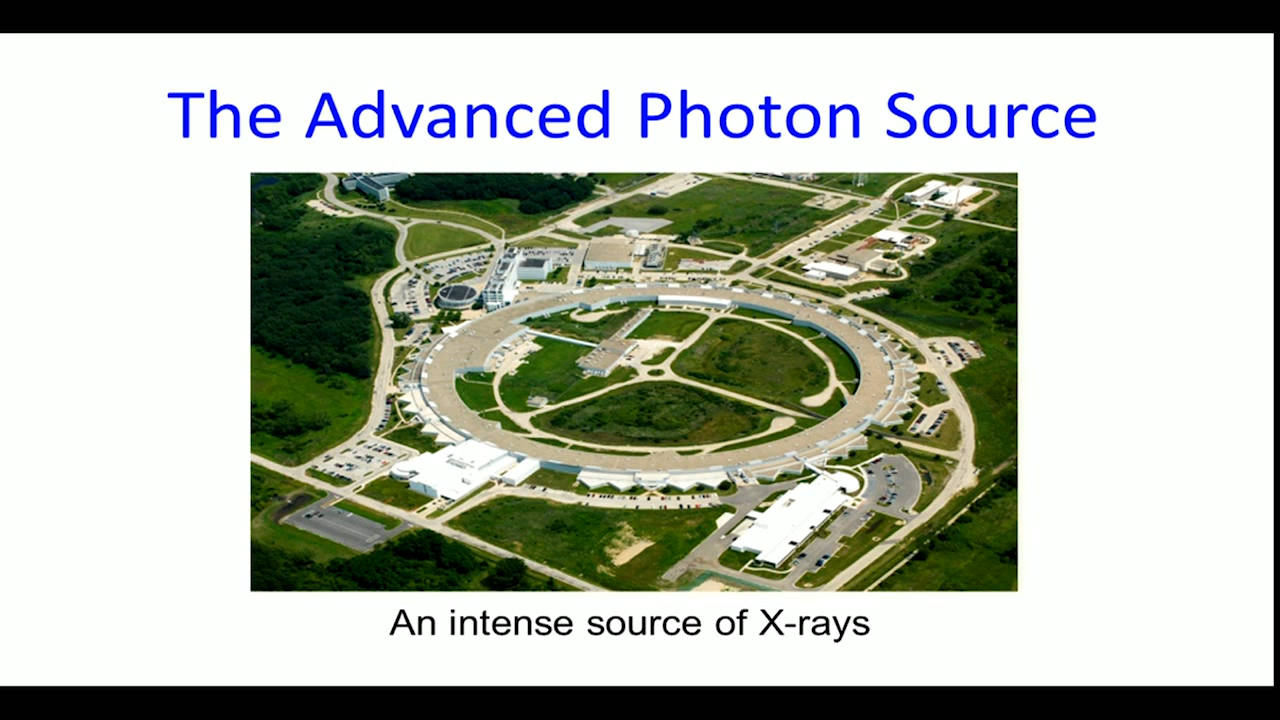 The Advanced Photon Source
An intense source of X-rays